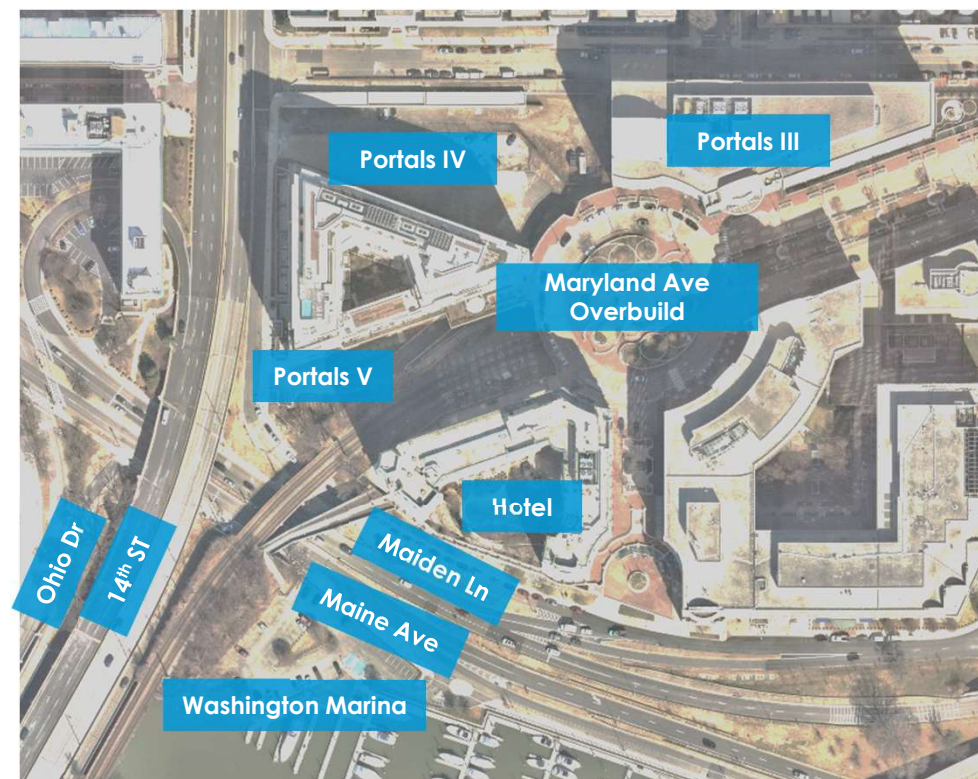 Portals IV
Portals III
Maryland Ave
Overbuild
Portals V
Hotel
Maiden Ln
Ohio Dr
14th ST
Maine Ave
Washington Marina